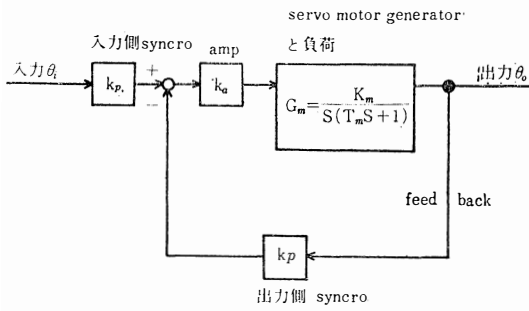 servo motor generator
と負荷
入力側syncro
amp
入力θi
kp
+
−
ka
Gm=Km/S(TmS+1)
出力θo
feed back
kp
出力側 syncro